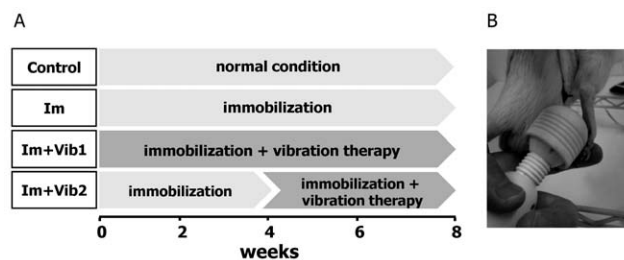 A
B
Control
normal condition
Im
immobilization
Im+Vib1
immobilization + vibration therapy
Im+Vib2
immobilization
immobilization +
vibration therapy
0 2 4 6 8
weeks